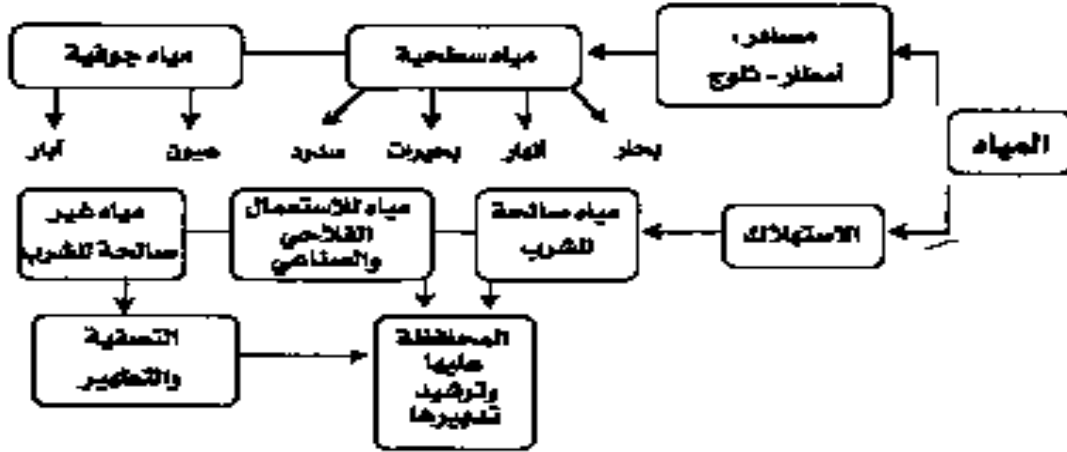 المياه
مصادر:
أمطار - ثلوج
مياه سطحية
مياه جوفية
بحار
أنهار
بحيرات
سدود
عيون
آبار
الاستهلاك
مياه صالحة
للشرب
مياه للاستعمال
الفلاحي
والصناعي
مياه غير
صالحة للشرب
المحافظة
عليها
وترشيد
تدبيرها
التصفية
والتطهير